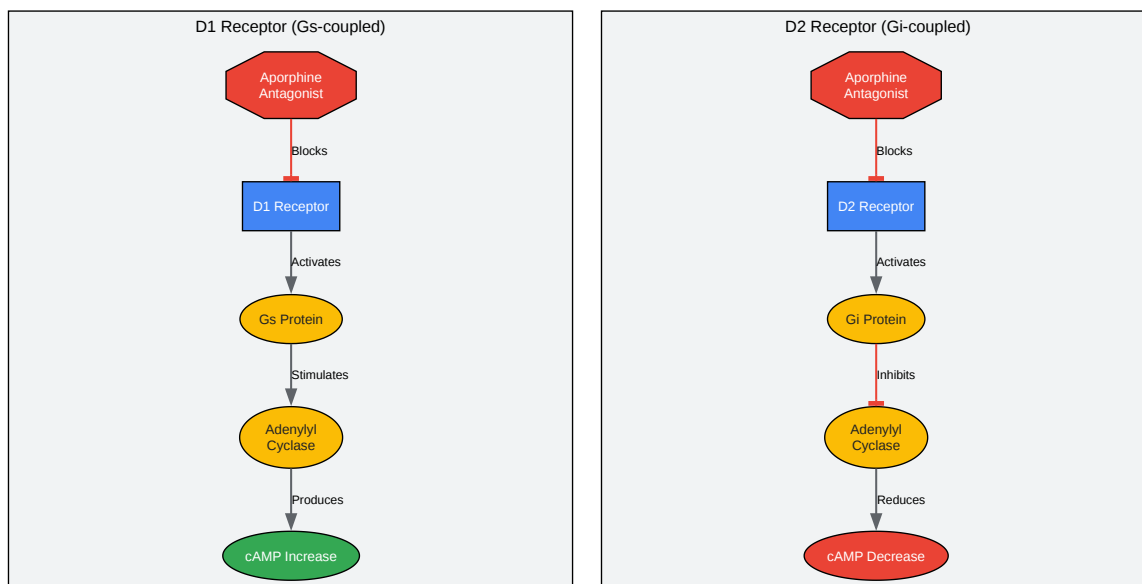 D1 Receptor (Gs-coupled)
Aporphine
Antagonist
Blocks
D1 Receptor
Activates
Gs Protein
Stimulates
Adenylyl
Cyclase
Produces
cAMP Increase
D2 Receptor (Gi-coupled)
Aporphine
Antagonist
Blocks
D2 Receptor
Activates
Gi Protein
Inhibits
Adenylyl
Cyclase
Reduces
cAMP Decrease